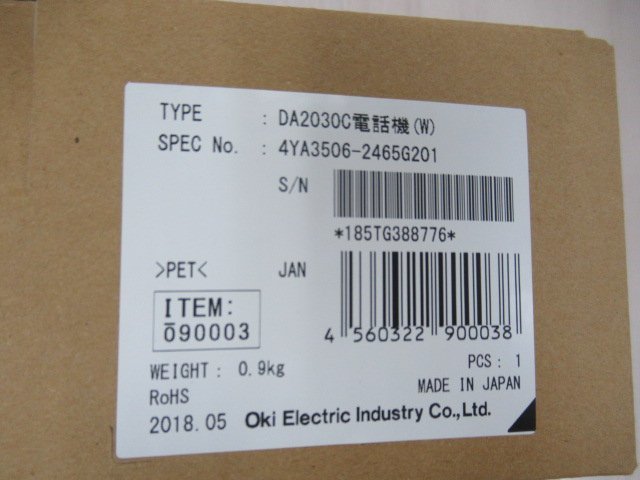 TYPE : DA2030C電話機(W)
SPEC No. : 4YA3506-2465G201
S/N
*185TG388776*
>PET< JAN
ITEM:
090003
4 560322 900038
WEIGHT : 0.9kg
PCS : 1
RoHS
MADE IN JAPAN
2018.05 Oki Electric Industry Co.,Ltd.